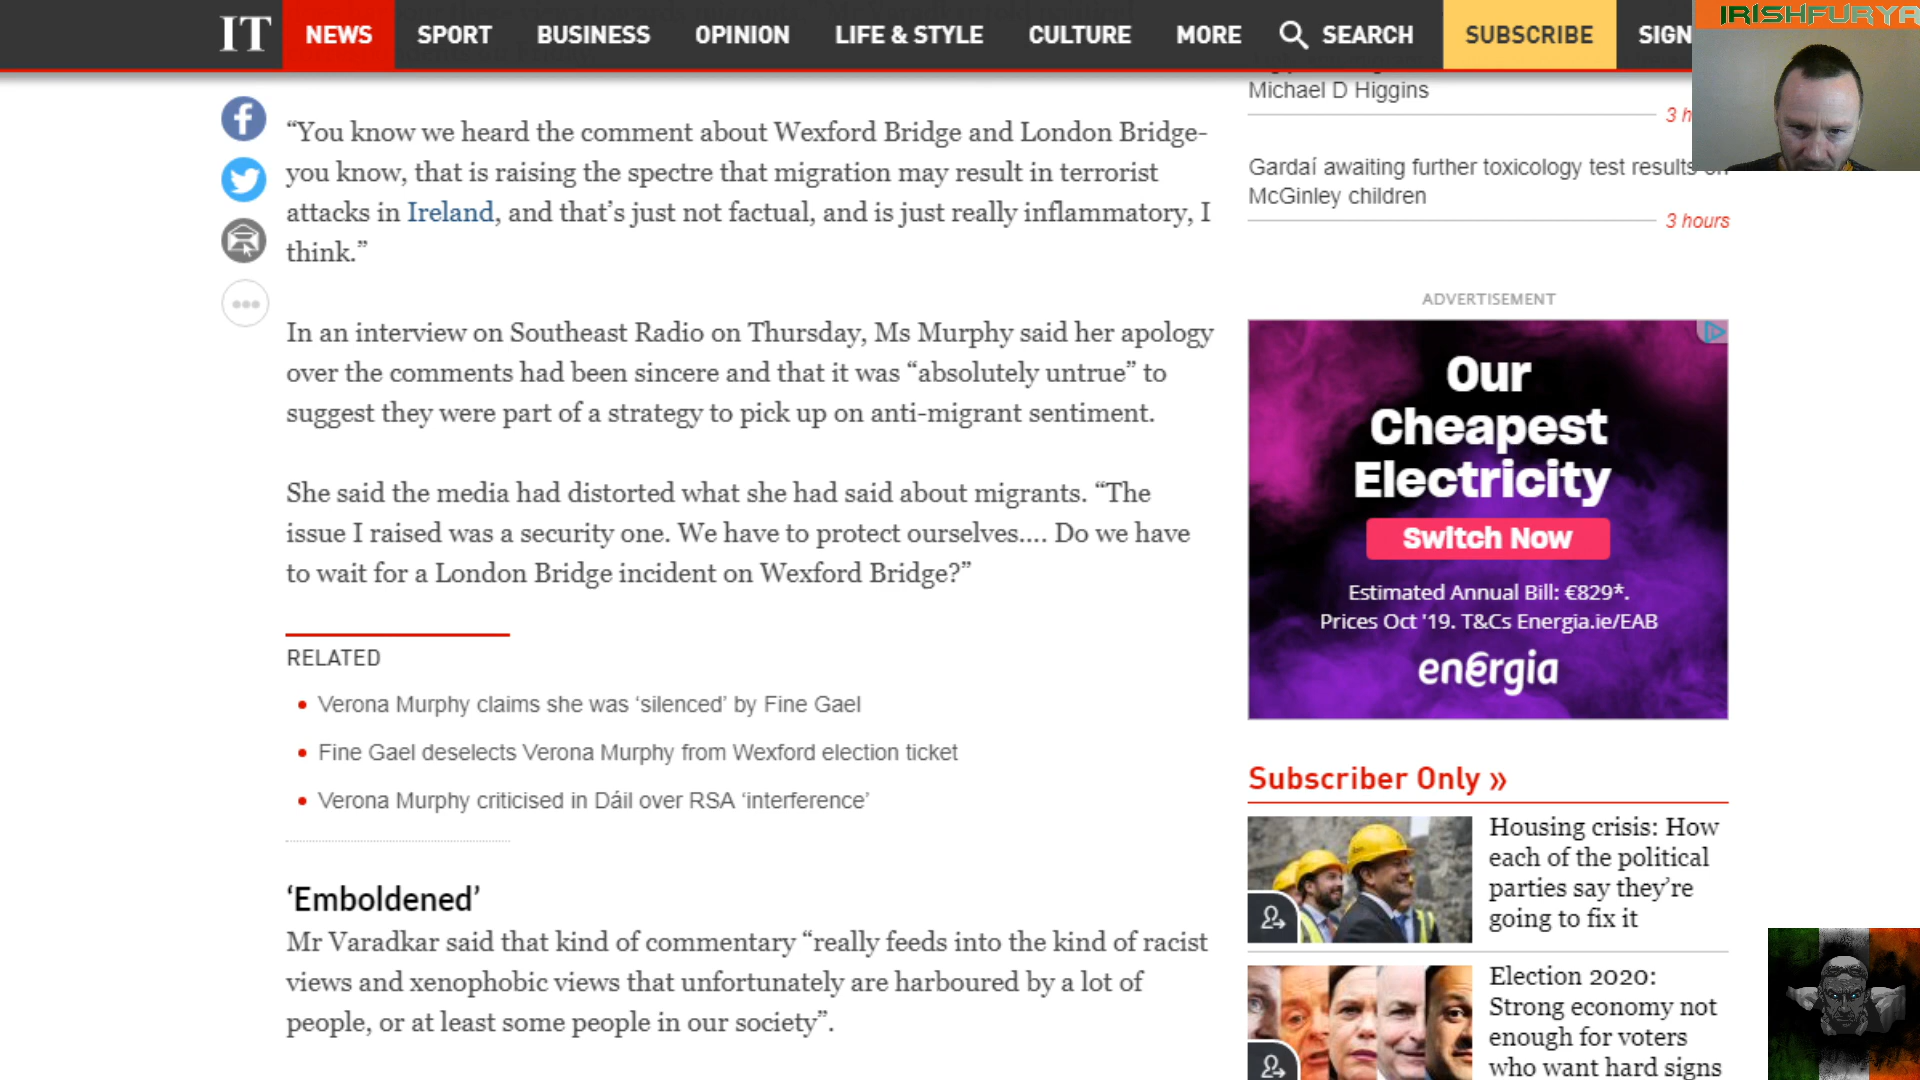 IT NEWS SPORT BUSINESS OPINION LIFE & STYLE CULTURE MORE SEARCH SUBSCRIBE SIGN
IRISHFURYA
“You know we heard the comment about Wexford Bridge and London Bridge-
you know, that is raising the spectre that migration may result in terrorist
attacks in Ireland, and that’s just not factual, and is just really inflammatory, I
think.”
In an interview on Southeast Radio on Thursday, Ms Murphy said her apology
over the comments had been sincere and that it was “absolutely untrue” to
suggest they were part of a strategy to pick up on anti-migrant sentiment.
She said the media had distorted what she had said about migrants. “The
issue I raised was a security one. We have to protect ourselves.... Do we have
to wait for a London Bridge incident on Wexford Bridge?”
RELATED
Verona Murphy claims she was ‘silenced’ by Fine Gael
Fine Gael deselects Verona Murphy from Wexford election ticket
Verona Murphy criticised in Dáil over RSA ‘interference’
‘Emboldened’
Mr Varadkar said that kind of commentary “really feeds into the kind of racist
views and xenophobic views that unfortunately are harboured by a lot of
people, or at least some people in our society”.
Michael D Higgins
3 h
Gardaí awaiting further toxicology test results on
McGinley children
3 hours
ADVERTISEMENT
Our
Cheapest
Electricity
Switch Now
Estimated Annual Bill: €829*.
Prices Oct '19. T&Cs Energia.ie/EAB
energia
Subscriber Only »
Housing crisis: How
each of the political
parties say they’re
going to fix it
Election 2020:
Strong economy not
enough for voters
who want hard signs